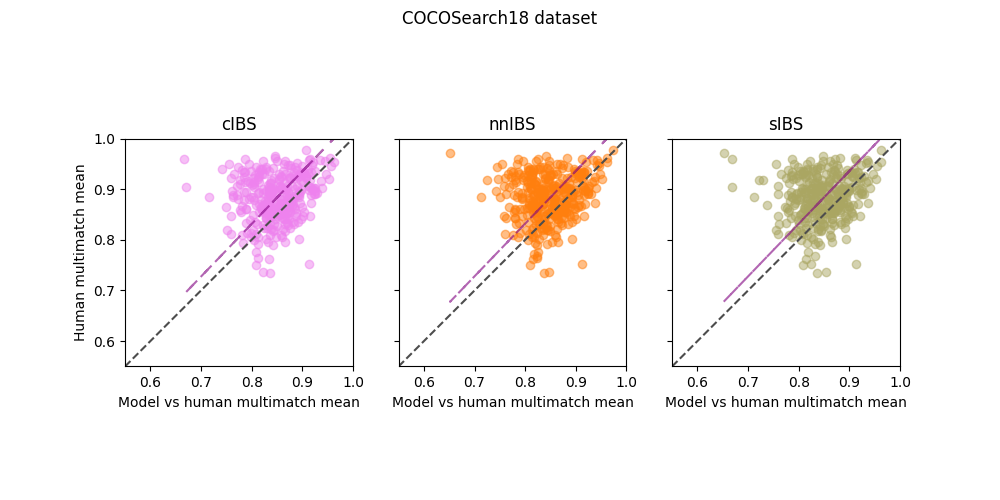 COCOSearch18 dataset
cIBS
nnIBS
sIBS
1.0
0.9
0.8
0.7
0.6
Human multimatch mean
0.6 0.7 0.8 0.9 1.0
0.6 0.7 0.8 0.9 1.0
0.6 0.7 0.8 0.9 1.0
Model vs human multimatch mean
Model vs human multimatch mean
Model vs human multimatch mean